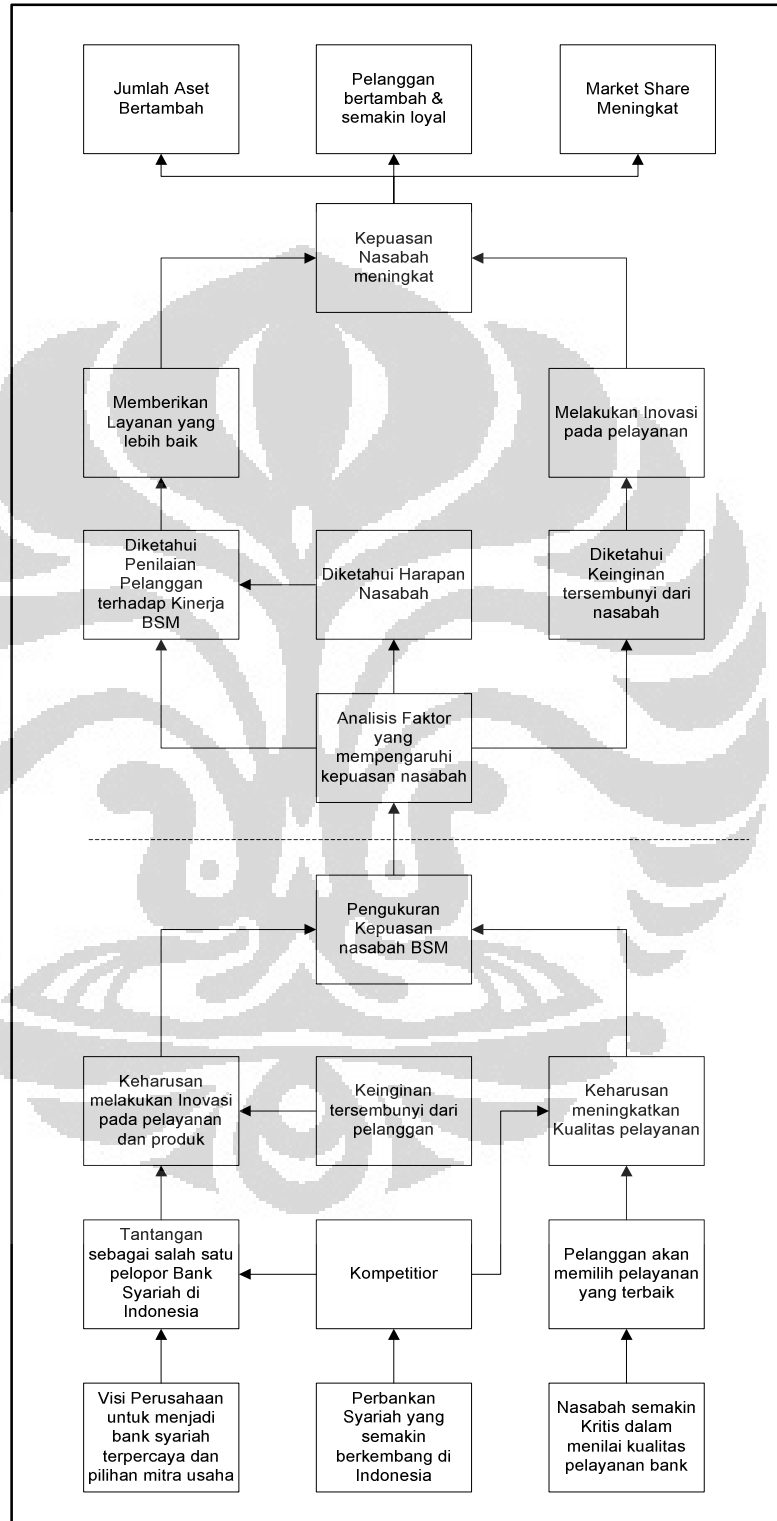 Jumlah Aset
Bertambah
Pelanggan
bertambah &
semakin loyal
Market Share
Meningkat
Kepuasan
Nasabah
meningkat
Memberikan
Layanan yang
lebih baik
Melakukan Inovasi
pada pelayanan
Diketahui
Penilaian
Pelanggan
terhadap Kinerja
BSM
Diketahui Harapan
Nasabah
Diketahui
Keinginan
tersembunyi dari
nasabah
Analisis Faktor
yang
mempengaruhi
kepuasan nasabah
Pengukuran
Kepuasan
nasabah BSM
Keharusan
melakukan Inovasi
pada pelayanan
dan produk
Keinginan
tersembunyi dari
pelanggan
Keharusan
meningkatkan
Kualitas pelayanan
Tantangan
sebagai salah satu
pelopor Bank
Syariah di
Indonesia
Kompetitior
Pelanggan akan
memilih pelayanan
yang terbaik
Visi Perusahaan
untuk menjadi
bank syariah
terpercaya dan
pilihan mitra usaha
Perbankan
Syariah yang
semakin
berkembang di
Indonesia
Nasabah semakin
Kritis dalam
menilai kualitas
pelayanan bank